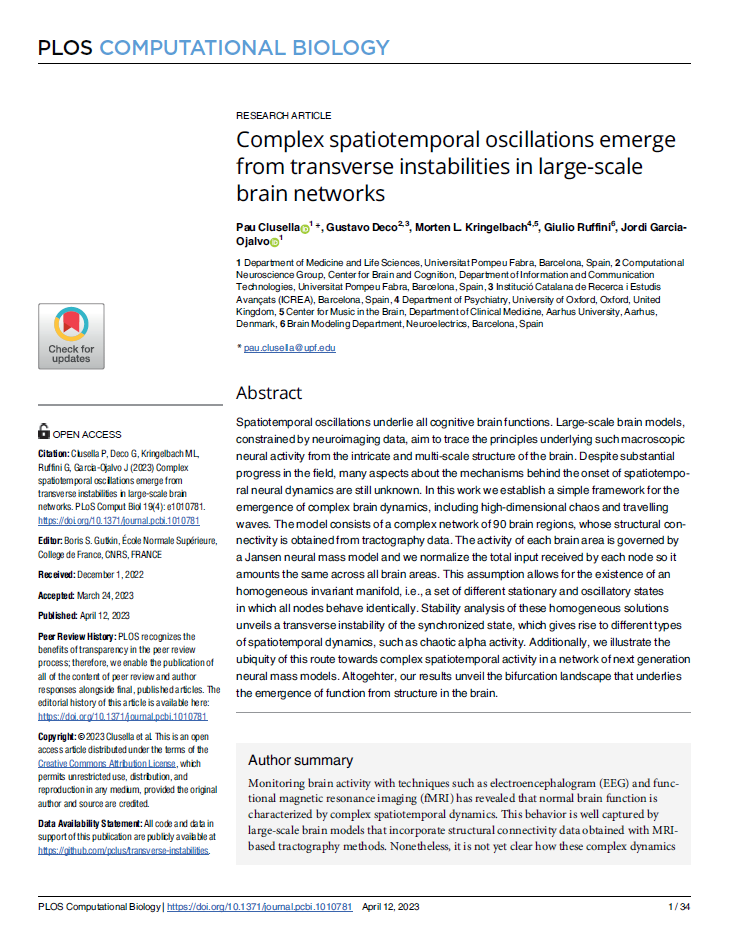 PLOS COMPUTATIONAL BIOLOGY
RESEARCH ARTICLE
Complex spatiotemporal oscillations emerge
from transverse instabilities in large-scale
brain networks
Pau Clusella1*, Gustavo Deco2,3, Morten L. Kringelbach4,5, Giulio Ruffini6, Jordi Garcia-
Ojalvo1
1 Department of Medicine and Life Sciences, Universitat Pompeu Fabra, Barcelona, Spain, 2 Computational
Neuroscience Group, Center for Brain and Cognition, Department of Information and Communication
Technologies, Universitat Pompeu Fabra, Barcelona, Spain, 3 Institució Catalana de Recerca i Estudis
Avançats (ICREA), Barcelona, Spain, 4 Department of Psychiatry, University of Oxford, Oxford, United
Kingdom, 5 Center for Music in the Brain, Department of Clinical Medicine, Aarhus University, Aarhus,
Denmark, 6 Brain Modeling Department, Neuroelectrics, Barcelona, Spain
* pau.clusella@upf.edu
Check for
updates
OPEN ACCESS
Citation: Clusella P, Deco G, Kringelbach ML,
Ruffini G, Garcia-Ojalvo J (2023) Complex
spatiotemporal oscillations emerge from
transverse instabilities in large-scale brain
networks. PLoS Comput Biol 19(4): e1010781.
https://doi.org/10.1371/journal.pcbi.1010781
Editor: Boris S. Gutkin, École Normale Supérieure,
College de France, CNRS, FRANCE
Received: December 1, 2022
Accepted: March 24, 2023
Published: April 12, 2023
Peer Review History: PLOS recognizes the
benefits of transparency in the peer review
process; therefore, we enable the publication of
all of the content of peer review and author
responses alongside final, published articles. The
editorial history of this article is available here:
https://doi.org/10.1371/journal.pcbi.1010781
Copyright: © 2023 Clusella et al. This is an open
access article distributed under the terms of the
Creative Commons Attribution License, which
permits unrestricted use, distribution, and
reproduction in any medium, provided the original
author and source are credited.
Data Availability Statement: All code and data in
support of this publication are publicly available at
https://github.com/pclus/transverse-instabilities.
Abstract
Spatiotemporal oscillations underlie all cognitive brain functions. Large-scale brain models,
constrained by neuroimaging data, aim to trace the principles underlying such macroscopic
neural activity from the intricate and multi-scale structure of the brain. Despite substantial
progress in the field, many aspects about the mechanisms behind the onset of spatiotempo-
ral neural dynamics are still unknown. In this work we establish a simple framework for the
emergence of complex brain dynamics, including high-dimensional chaos and travelling
waves. The model consists of a complex network of 90 brain regions, whose structural con-
nectivity is obtained from tractography data. The activity of each brain area is governed by
a Jansen neural mass model and we normalize the total input received by each node so it
amounts the same across all brain areas. This assumption allows for the existence of an
homogeneous invariant manifold, i.e., a set of different stationary and oscillatory states
in which all nodes behave identically. Stability analysis of these homogeneous solutions
unveils a transverse instability of the synchronized state, which gives rise to different types
of spatiotemporal dynamics, such as chaotic alpha activity. Additionally, we illustrate the
ubiquity of this route towards complex spatiotemporal activity in a network of next generation
neural mass models. Altogehter, our results unveil the bifurcation landscape that underlies
the emergence of function from structure in the brain.
Author summary
Monitoring brain activity with techniques such as electroencephalogram (EEG) and func-
tional magnetic resonance imaging (fMRI) has revealed that normal brain function is
characterized by complex spatiotemporal dynamics. This behavior is well captured by
large-scale brain models that incorporate structural connectivity data obtained with MRI-
based tractography methods. Nonetheless, it is not yet clear how these complex dynamics
PLOS Computational Biology | https://doi.org/10.1371/journal.pcbi.1010781 April 12, 2023
1 / 34